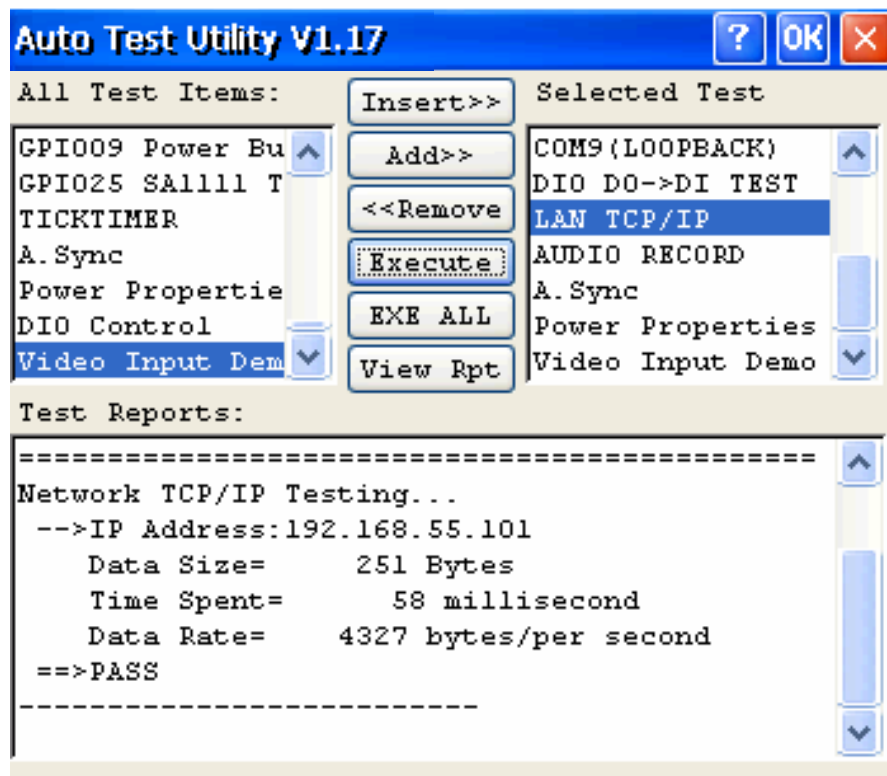 Auto Test Utility V1.17
? OK
All Test Items:
GPIO09 Power Bu
GPIO25 SA1111 T
TICKTIMER
A.Sync
Power Propertie
DIO Control
Video Input Dem
Insert>>
Add>>
<<Remove
Execute
EXE ALL
View Rpt
Selected Test
COM9(LOOPBACK)
DIO DO->DI TEST
LAN TCP/IP
AUDIO RECORD
A.Sync
Power Properties
Video Input Demo
Test Reports:
=============================================
Network TCP/IP Testing...
-->IP Address:192.168.55.101
Data Size= 251 Bytes
Time Spent= 58 millisecond
Data Rate= 4327 bytes/per second
==>PASS
--------------------------